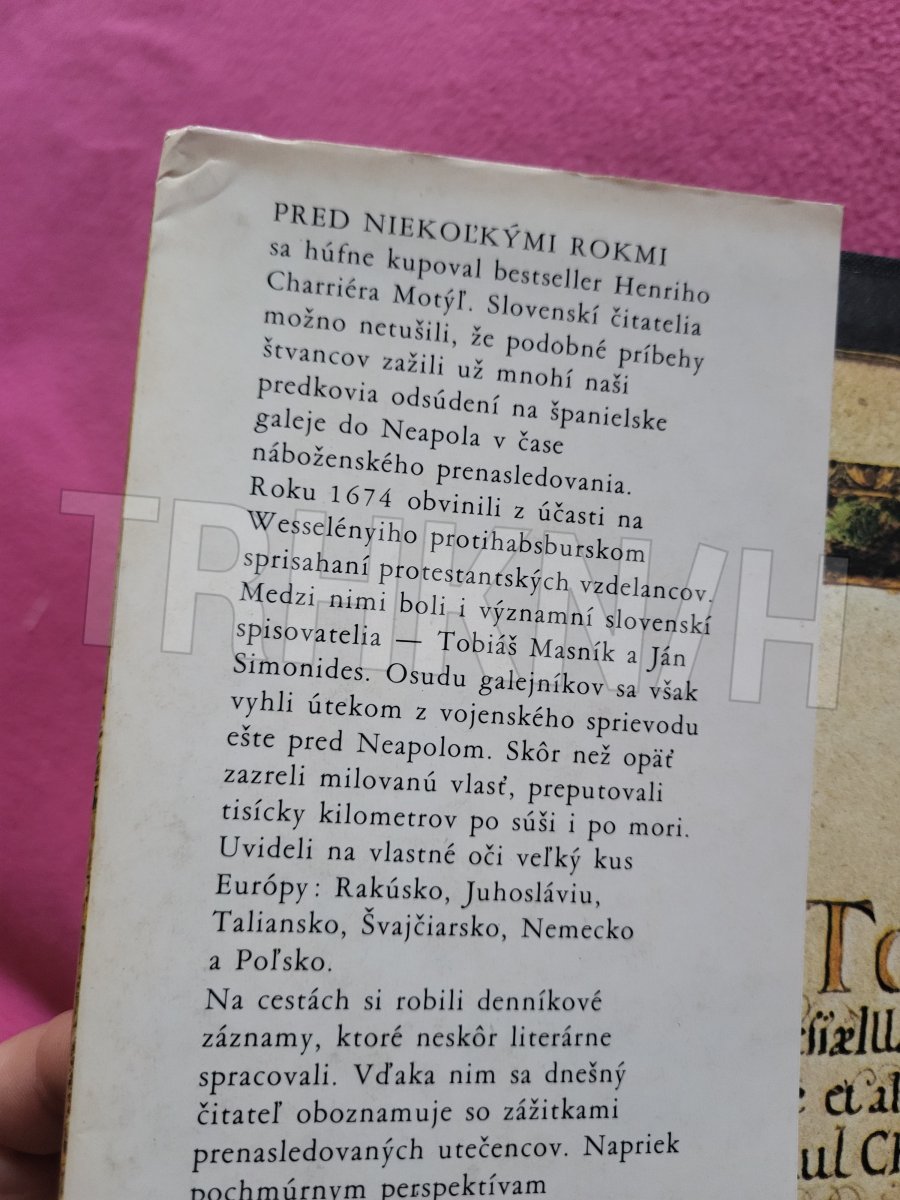 PRED NIEKOĽKÝMI ROKMI
sa húfne kupoval bestseller Henriho
Charriéra Motýľ. Slovenskí čitatelia
možno netušili, že podobné príbehy
štvancov zažili už mnohí naši
predkovia odsúdení na španielske
galeje do Neapola v čase
náboženského prenasledovania.
Roku 1674 obvinili z účasti na
Wesselényiho protihabsburskom
sprisahaní protestantských vzdelancov.
Medzi nimi boli i významní slovenskí
spisovatelia — Tobiáš Masník a Ján
Simonides. Osudu galejníkov sa však
vyhli útekom z vojenského sprievodu
ešte pred Neapolom. Skôr než opäť
zazreli milovanú vlasť, preputovali
tisícky kilometrov po súši i po mori.
Uvideli na vlastné oči veľký kus
Európy: Rakúsko, Juhosláviu,
Taliansko, Švajčiarsko, Nemecko
a Poľsko.
Na cestách si robili denníkové
záznamy, ktoré neskôr literárne
spracovali. Vďaka nim sa dnešný
čitateľ oboznamuje so zážitkami
prenasledovaných utečencov. Napriek
pochmúrnym perspektívam
To
et al